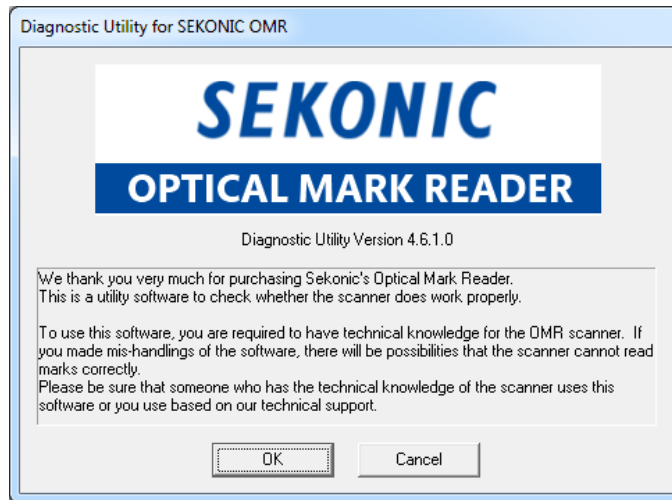 Diagnostic Utility for SEKONIC OMR
SEKONIC
OPTICAL MARK READER
Diagnostic Utility Version 4.6.1.0
We thank you very much for purchasing Sekonic's Optical Mark Reader.
This is a utility software to check whether the scanner does work properly.
To use this software, you are required to have technical knowledge for the OMR scanner.  If
you made mis-handlings of the software, there will be possibilities that the scanner cannot read
marks correctly.
Please be sure that someone who has the technical knowledge of the scanner uses this
software or you use based on our technical support.
OK
Cancel